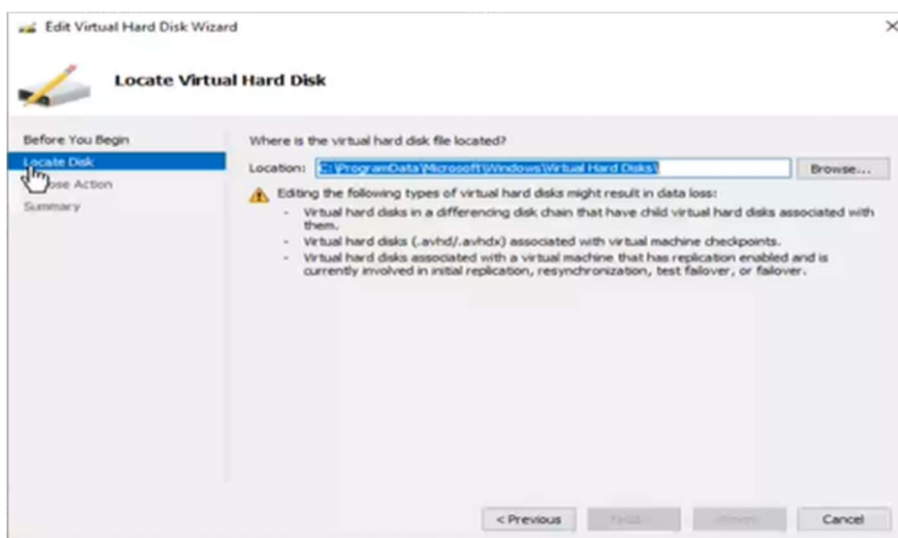 Edit Virtual Hard Disk Wizard
Locate Virtual Hard Disk
Before You Begin
Locate Disk
ose Action
Summary
Where is the virtual hard disk file located?
Location: C:\ProgramData\Microsoft\Windows\Virtual Hard Disks\ Browse...
Editing the following types of virtual hard disks might result in data loss:
- Virtual hard disks in a differencing disk chain that have child virtual hard disks associated with
them.
- Virtual hard disks (.avhd/.avhdx) associated with virtual machine checkpoints.
- Virtual hard disks associated with a virtual machine that has replication enabled and is
currently involved in initial replication, resynchronization, test failover, or failover.
< Previous Cancel